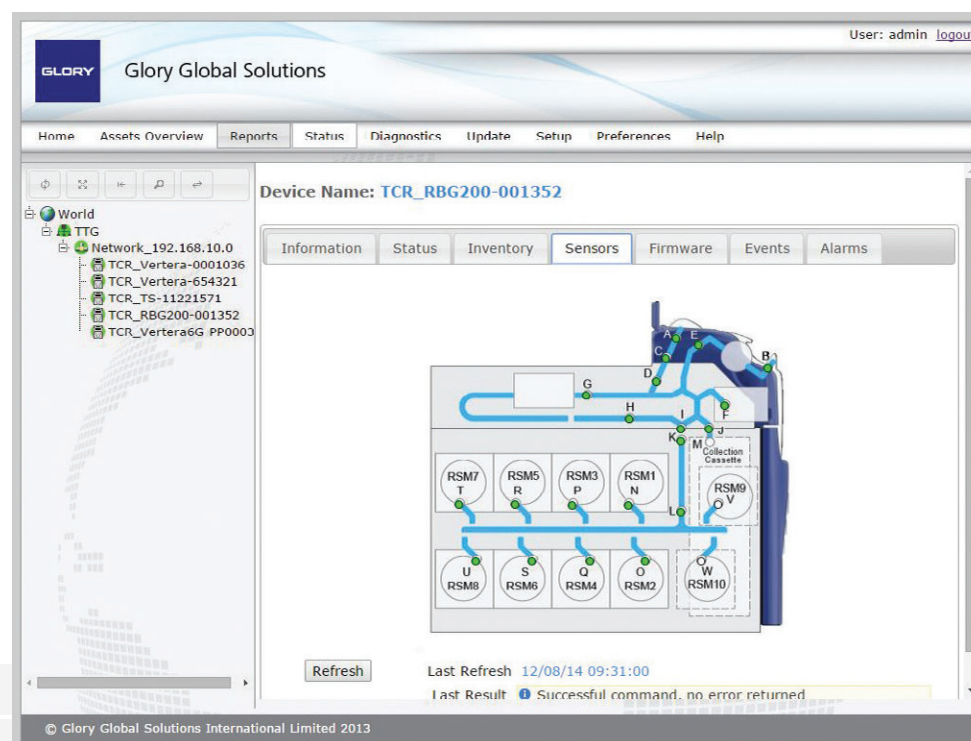 User: admin logout
GLORY Glory Global Solutions
Home Assets Overview Reports Status Diagnostics Update Setup Preferences Help
World
TTG
Network_192.168.10.0
TCR_Vertera-0001036
TCR_Vertera-654321
TCR_TS-11221571
TCR_RBG200-001352
TCR_Vertera6G PP0003
Device Name: TCR_RBG200-001352
Information Status Inventory Sensors Firmware Events Alarms
A E
C B
D
G
H I F
K J
M
Collection
Cassette
RSM7 RSM5 RSM3 RSM1 RSM9
T R P N V
L
U S Q O W
RSM8 RSM6 RSM4 RSM2 RSM10
Refresh Last Refresh 12/08/14 09:31:00
Last Result Successful command, no error returned
© Glory Global Solutions International Limited 2013